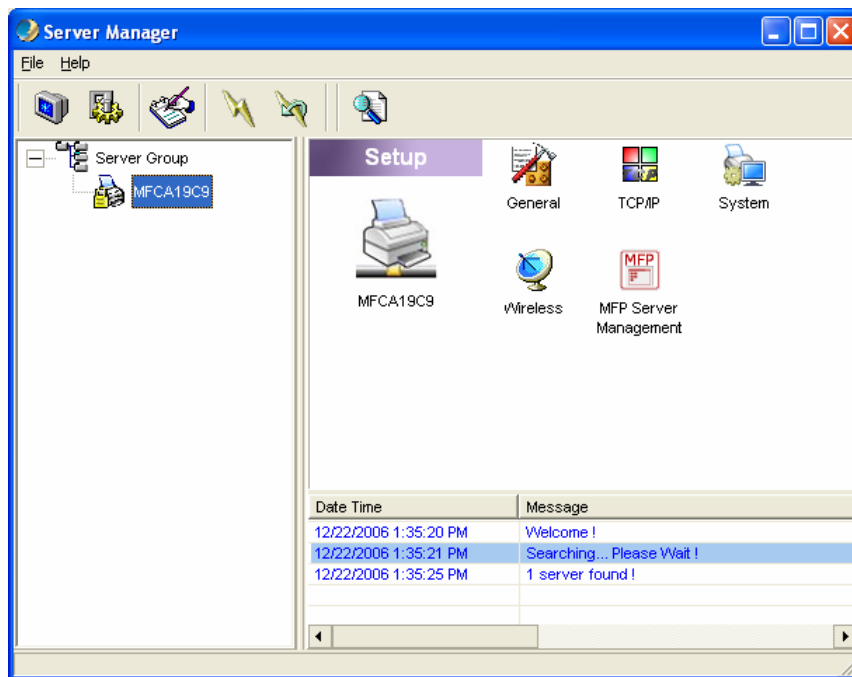 Server Manager
File Help
Server Group
MFCA19C9
Setup
MFCA19C9
General
TCP/IP
System
Wireless
MFP
MFP Server
Management
Date Time Message
12/22/2006 1:35:20 PM Welcome !
12/22/2006 1:35:21 PM Searching... Please Wait !
12/22/2006 1:35:25 PM 1 server found !